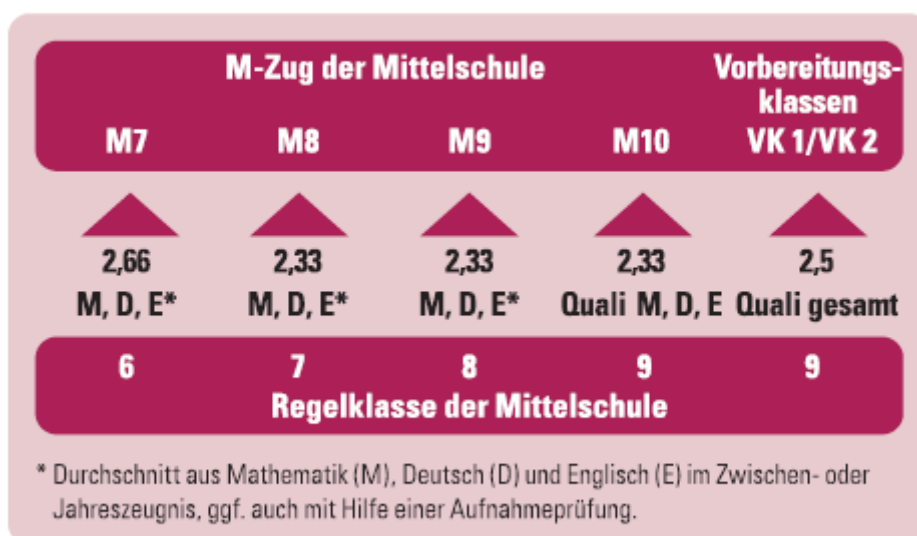 M-Zug der Mittelschule
Vorbereitungs-
klassen
M7 M8 M9 M10 VK 1/VK 2
2,66 2,33 2,33 2,33 2,5
M, D, E* M, D, E* M, D, E* Quali M, D, E Quali gesamt
6 7 8 9 9
Regelklasse der Mittelschule
* Durchschnitt aus Mathematik (M), Deutsch (D) und Englisch (E) im Zwischen- oder
Jahreszeugnis, ggf. auch mit Hilfe einer Aufnahmeprüfung.